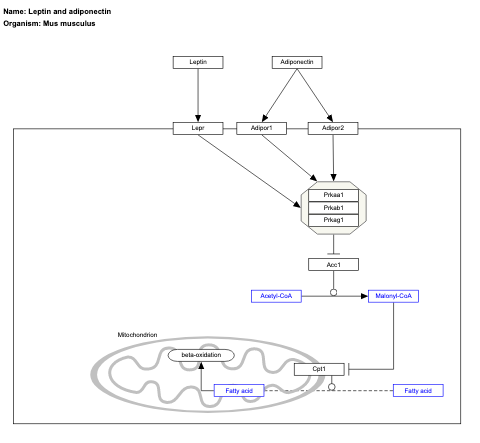 Name: Leptin and adiponectin
Organism: Mus musculus
Leptin
Adiponectin
Lepr
Adipor1
Adipor2
Prkaa1
Prkab1
Prkag1
Acc1
Acetyl-CoA
Malonyl-CoA
Mitochondrion
beta-oxidation
Cpt1
Fatty acid
Fatty acid